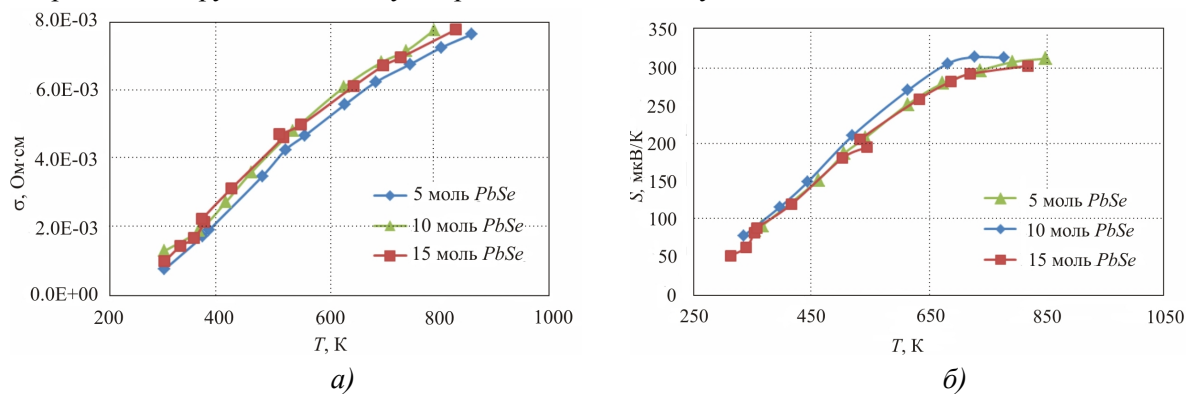 8.0E-03
6.0E-03
4.0E-03
2.0E-03
0.0E+00
σ, Ом·см
200
400
600
800
1000
T, К
5 моль PbSe
10 моль PbSe
15 моль PbSe
а)
350
300
250
200
150
100
50
0
S, мкВ/К
250
450
650
850
1050
T, К
5 моль PbSe
10 моль PbSe
15 моль PbSe
б)